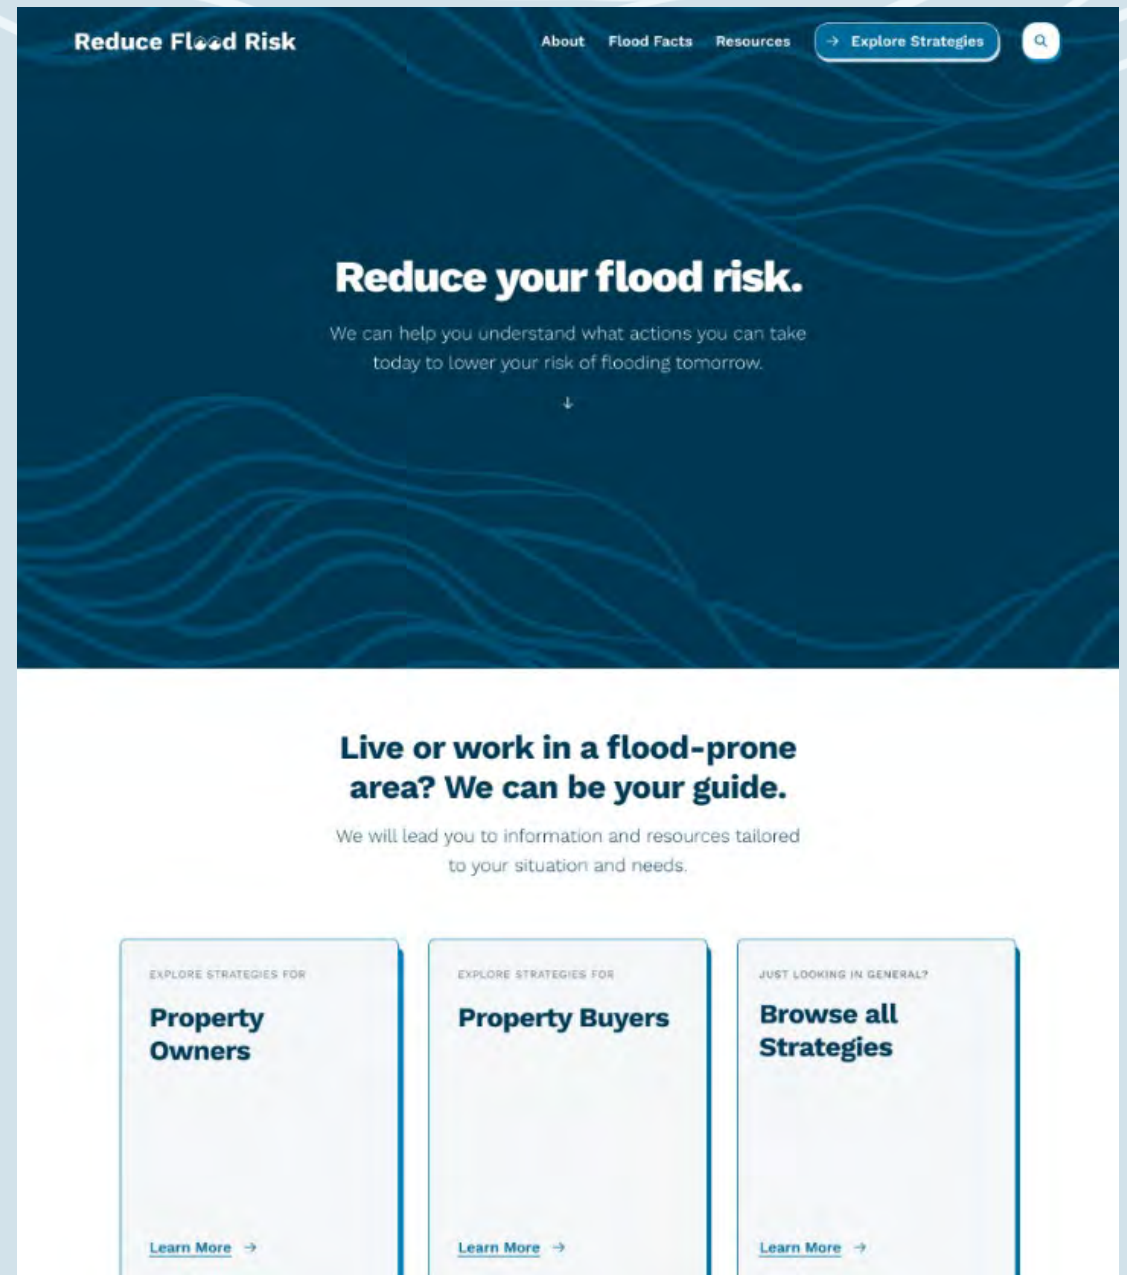 Reduce Flood Risk
About Flood Facts Resources → Explore Strategies
Reduce your flood risk.
We can help you understand what actions you can take
today to lower your risk of flooding tomorrow.
↓
Live or work in a flood-prone
area? We can be your guide.
We will lead you to information and resources tailored
to your situation and needs.
EXPLORE STRATEGIES FOR
Property
Owners
Learn More →
EXPLORE STRATEGIES FOR
Property Buyers
Learn More →
JUST LOOKING IN GENERAL?
Browse all
Strategies
Learn More →